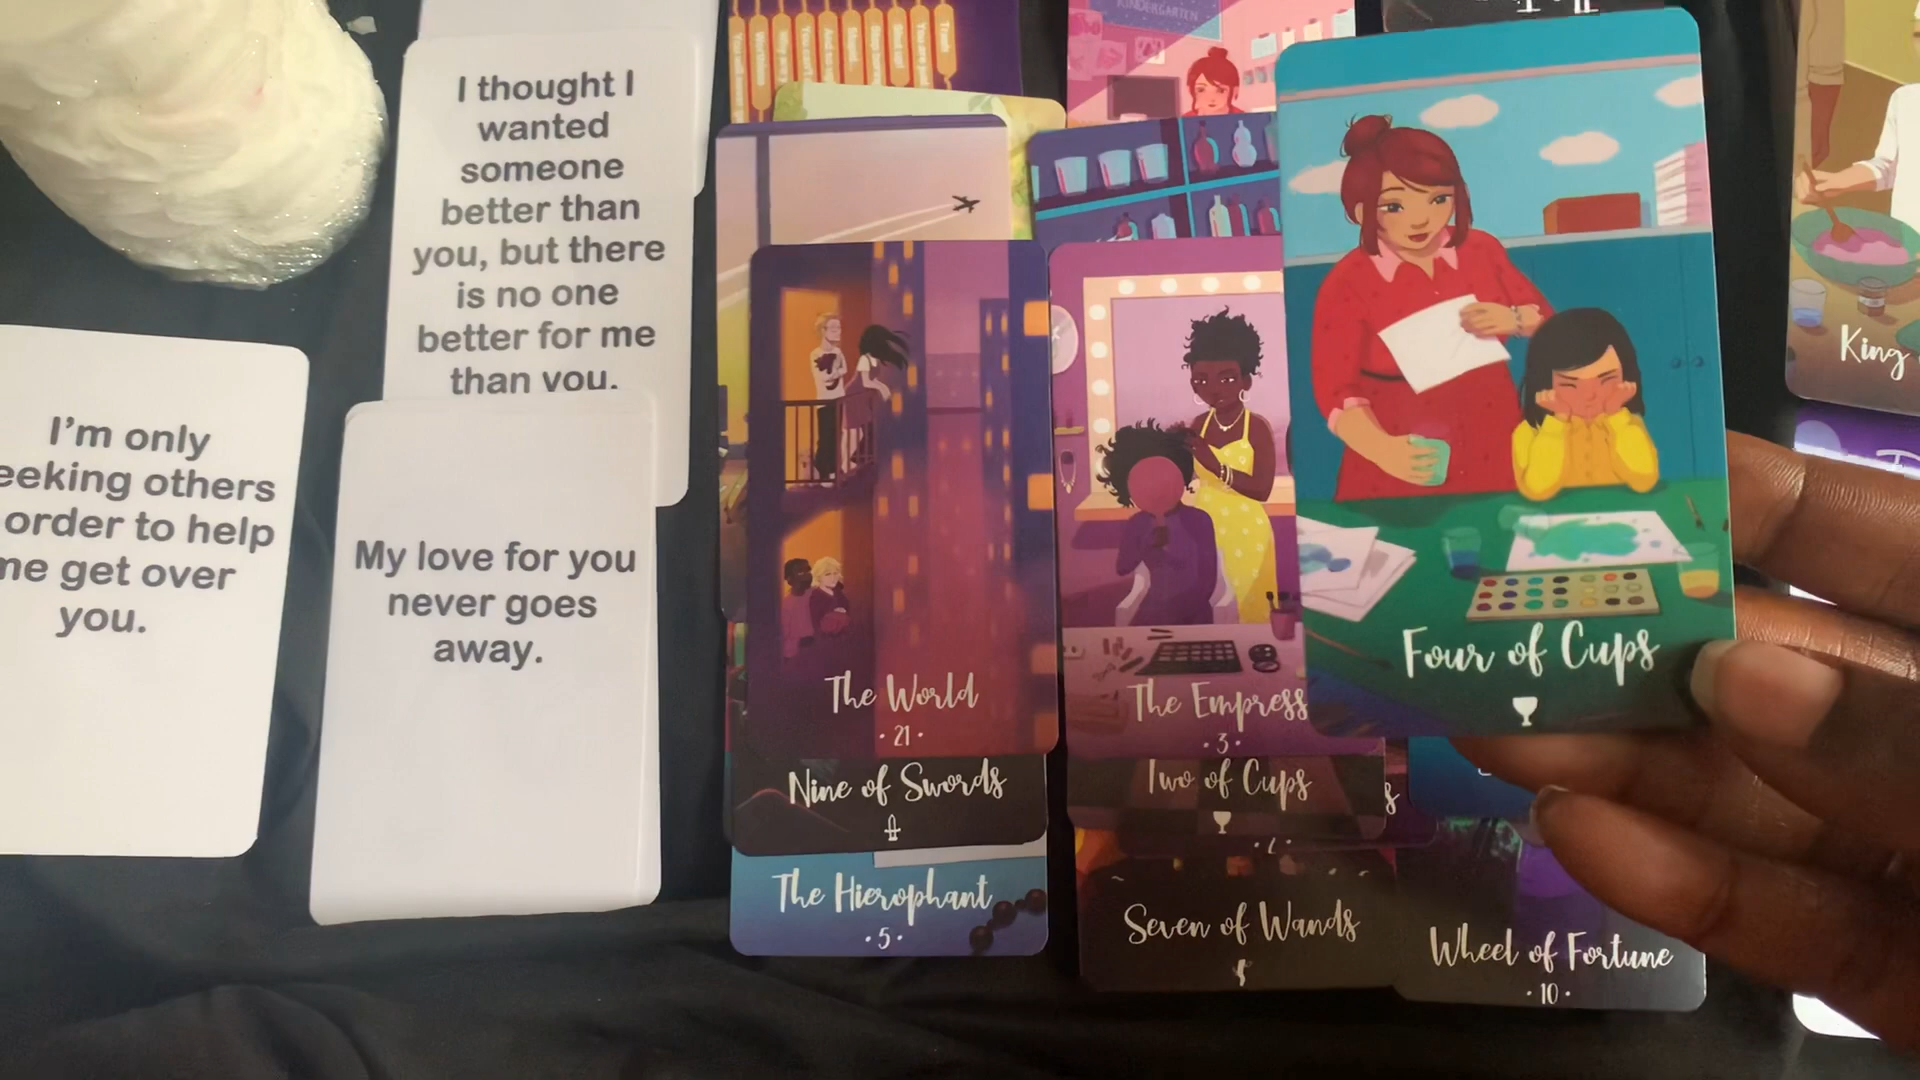 I thought I
wanted
someone
better than
you, but there
is no one
better for me
than you.
I'm only
eeking others
order to help
me get over
you.
My love for you
never goes
away.
KINDERGARTEN
The World
· 21 ·
Nine of Swords
The Hierophant
· 5 ·
The Empress
· 3 ·
Two of Cups
Seven of Wands
Four of Cups
Wheel of Fortune
· 10 ·
King